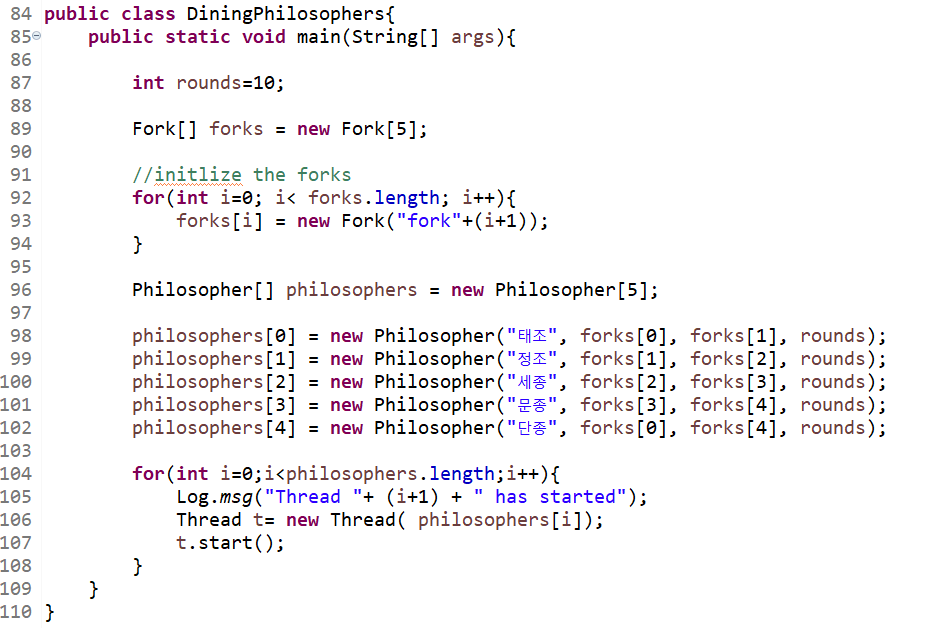 84 public class DiningPhilosophers{
85 public static void main(String[] args){
86
87 int rounds=10;
88
89 Fork[] forks = new Fork[5];
90
91 //initlize the forks
92 for(int i=0; i< forks.length; i++){
93 forks[i] = new Fork("fork"+(i+1));
94 }
95
96 Philosopher[] philosophers = new Philosopher[5];
97
98 philosophers[0] = new Philosopher("태조", forks[0], forks[1], rounds);
99 philosophers[1] = new Philosopher("정조", forks[1], forks[2], rounds);
100 philosophers[2] = new Philosopher("세종", forks[2], forks[3], rounds);
101 philosophers[3] = new Philosopher("문종", forks[3], forks[4], rounds);
102 philosophers[4] = new Philosopher("단종", forks[0], forks[4], rounds);
103
104 for(int i=0;i<philosophers.length;i++){
105 Log.msg("Thread "+ (i+1) + " has started");
106 Thread t= new Thread( philosophers[i]);
107 t.start();
108 }
109 }
110 }